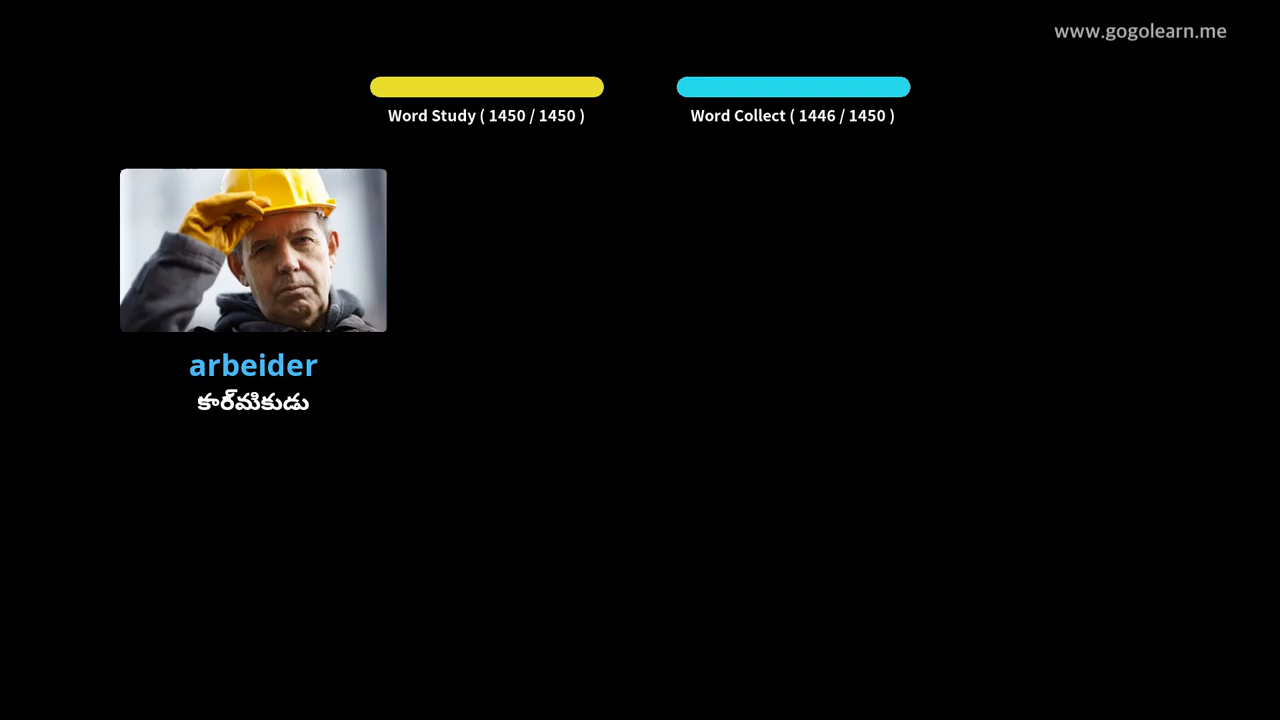 www.gogolearn.me
Word Study ( 1450 / 1450 )
Word Collect ( 1446 / 1450 )
arbeider
కార్మికుడు